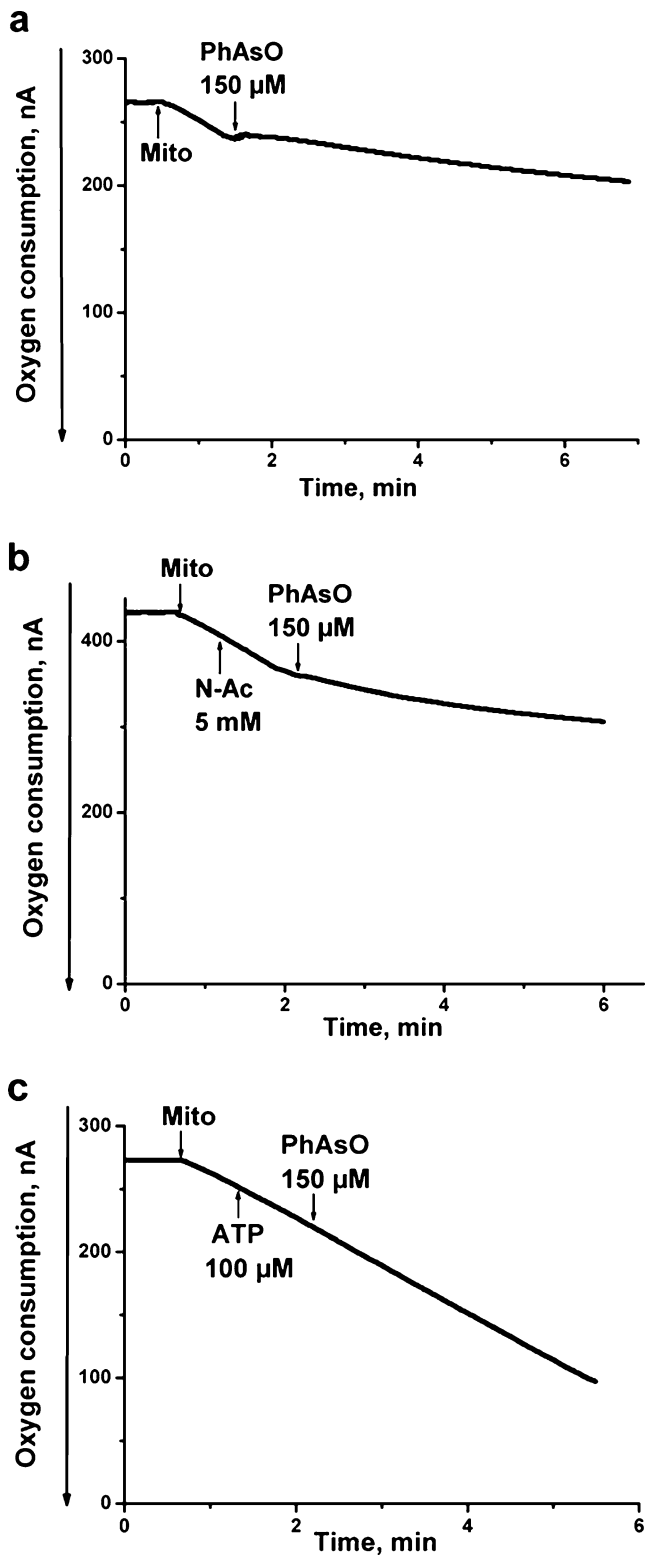 a
Oxygen consumption, nA
300
200
100
0
PhAsO
150 µM
Mito
0
2
4
6
Time, min
b
Oxygen consumption, nA
400
200
0
Mito
PhAsO
150 µM
N-Ac
5 mM
0
2
4
6
Time, min
c
Oxygen consumption, nA
300
200
100
0
Mito
PhAsO
150 µM
ATP
100 µM
0
2
4
6
Time, min